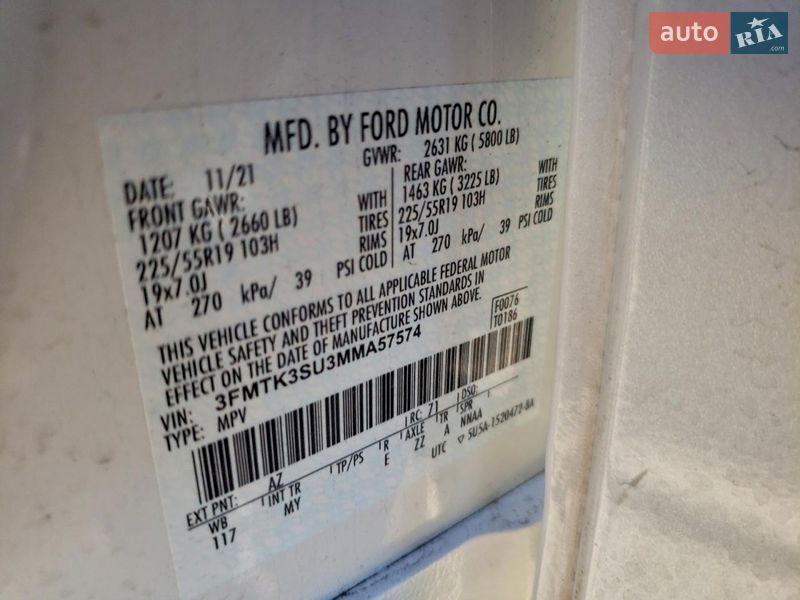 auto RIA .com
MFD. BY FORD MOTOR CO.
DATE: 11/21 GVWR: 2631 KG ( 5800 LB)
FRONT GAWR: REAR GAWR:
1207 KG ( 2660 LB) WITH 1463 KG ( 3225 LB) WITH
225/55R19 103H TIRES 225/55R19 103H TIRES
19x7.0J RIMS 19x7.0J RIMS
AT 270 kPa/ 39 PSI COLD AT 270 kPa/ 39 PSI COLD
THIS VEHICLE CONFORMS TO ALL APPLICABLE FEDERAL MOTOR
VEHICLE SAFETY AND THEFT PREVENTION STANDARDS IN
EFFECT ON THE DATE OF MANUFACTURE SHOWN ABOVE.
F0076
T0186
VIN: 3FMTK3SU3MMA57574
TYPE: MPV
EXT PNT: AZ RC: 71 DSO:
WB INT TR TP/PS R AXLE TR SPR
117 MY E ZZ A NNAA
UTC ▽ 5U5A-1520472-BA